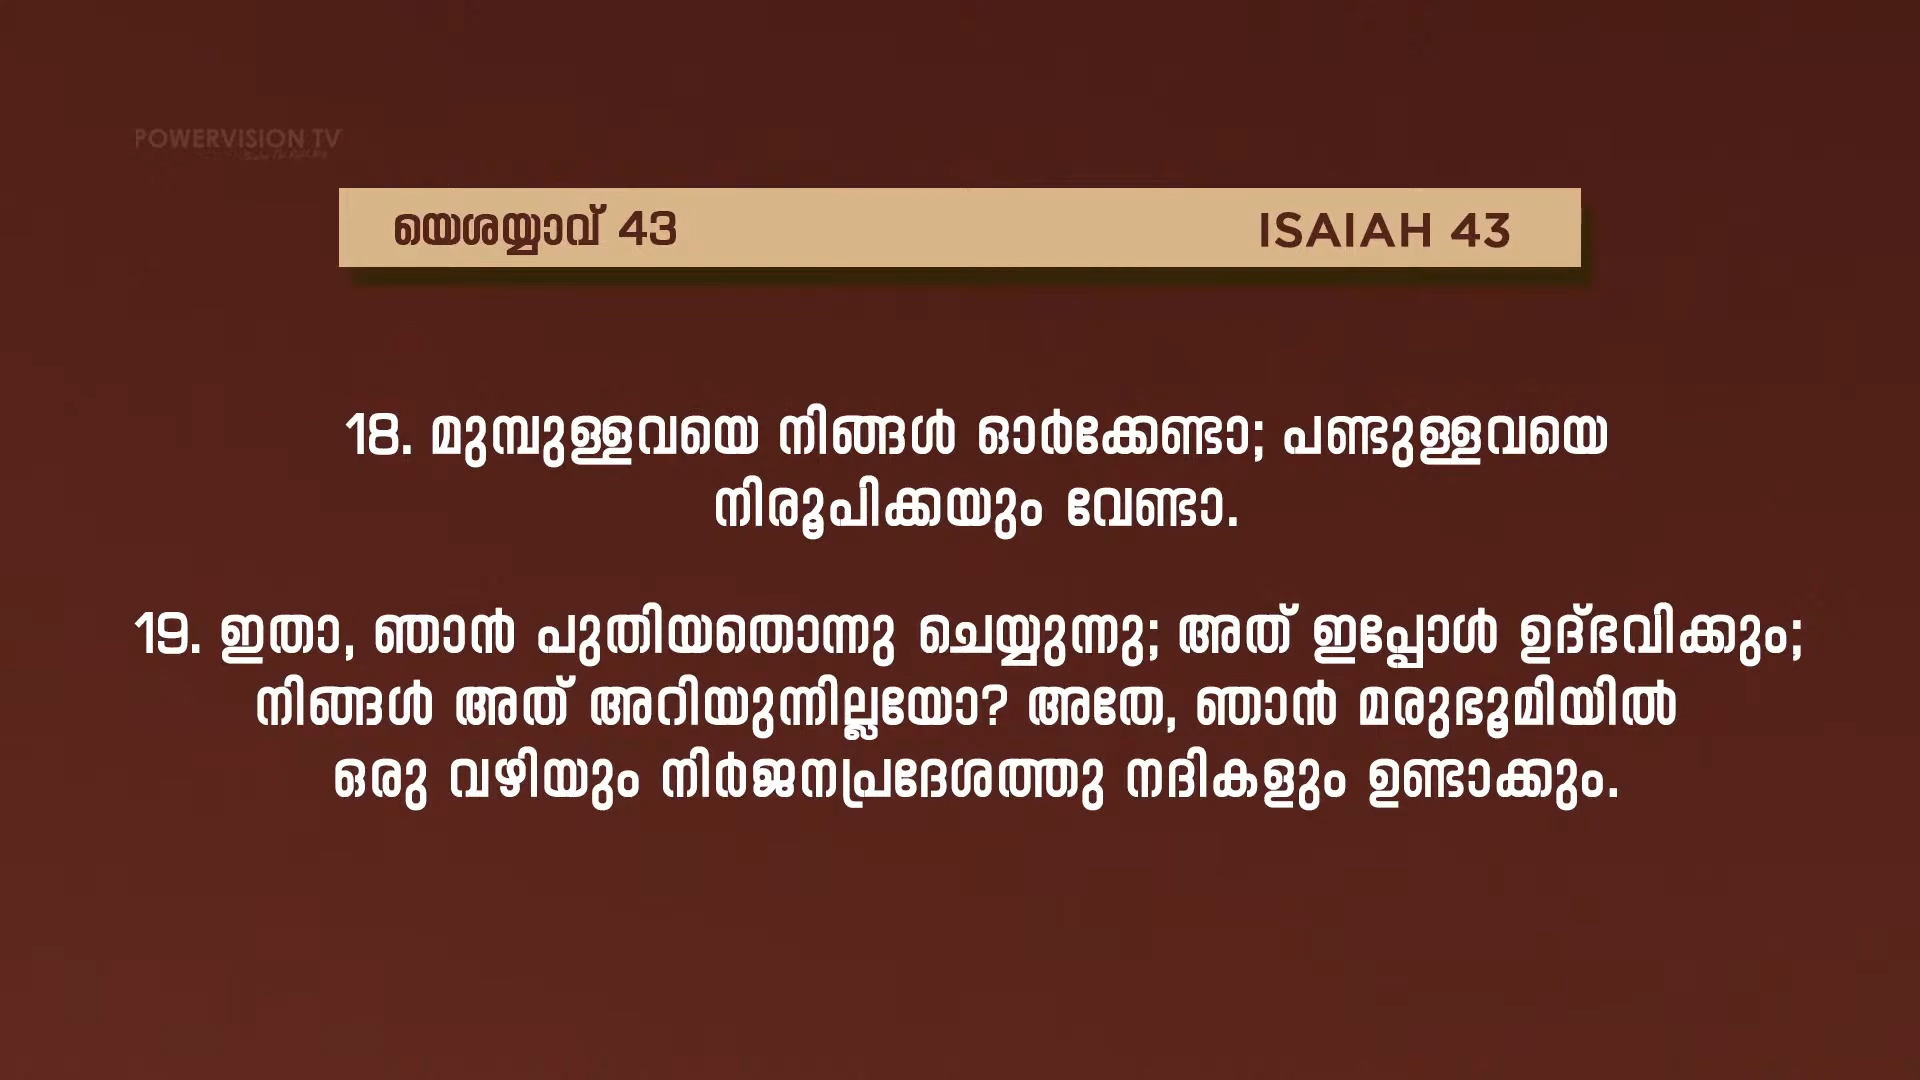 POWERVISION TV
യെശയ്യാവ് 43
ISAIAH 43
18. മുമ്പുള്ളവയെ നിങ്ങൾ ഓർക്കേണ്ടാ; പണ്ടുള്ളവയെ
നിരൂപിക്കയും വേണ്ടാ.
19. ഇതാ, ഞാൻ പുതിയതൊന്നു ചെയ്യുന്നു; അത് ഇപ്പോൾ ഉദ്ഭവിക്കും;
നിങ്ങൾ അത് അറിയുന്നില്ലയോ? അതേ, ഞാൻ മരുഭൂമിയിൽ
ഒരു വഴിയും നിർജനപ്രദേശത്തു നദികളും ഉണ്ടാക്കും.